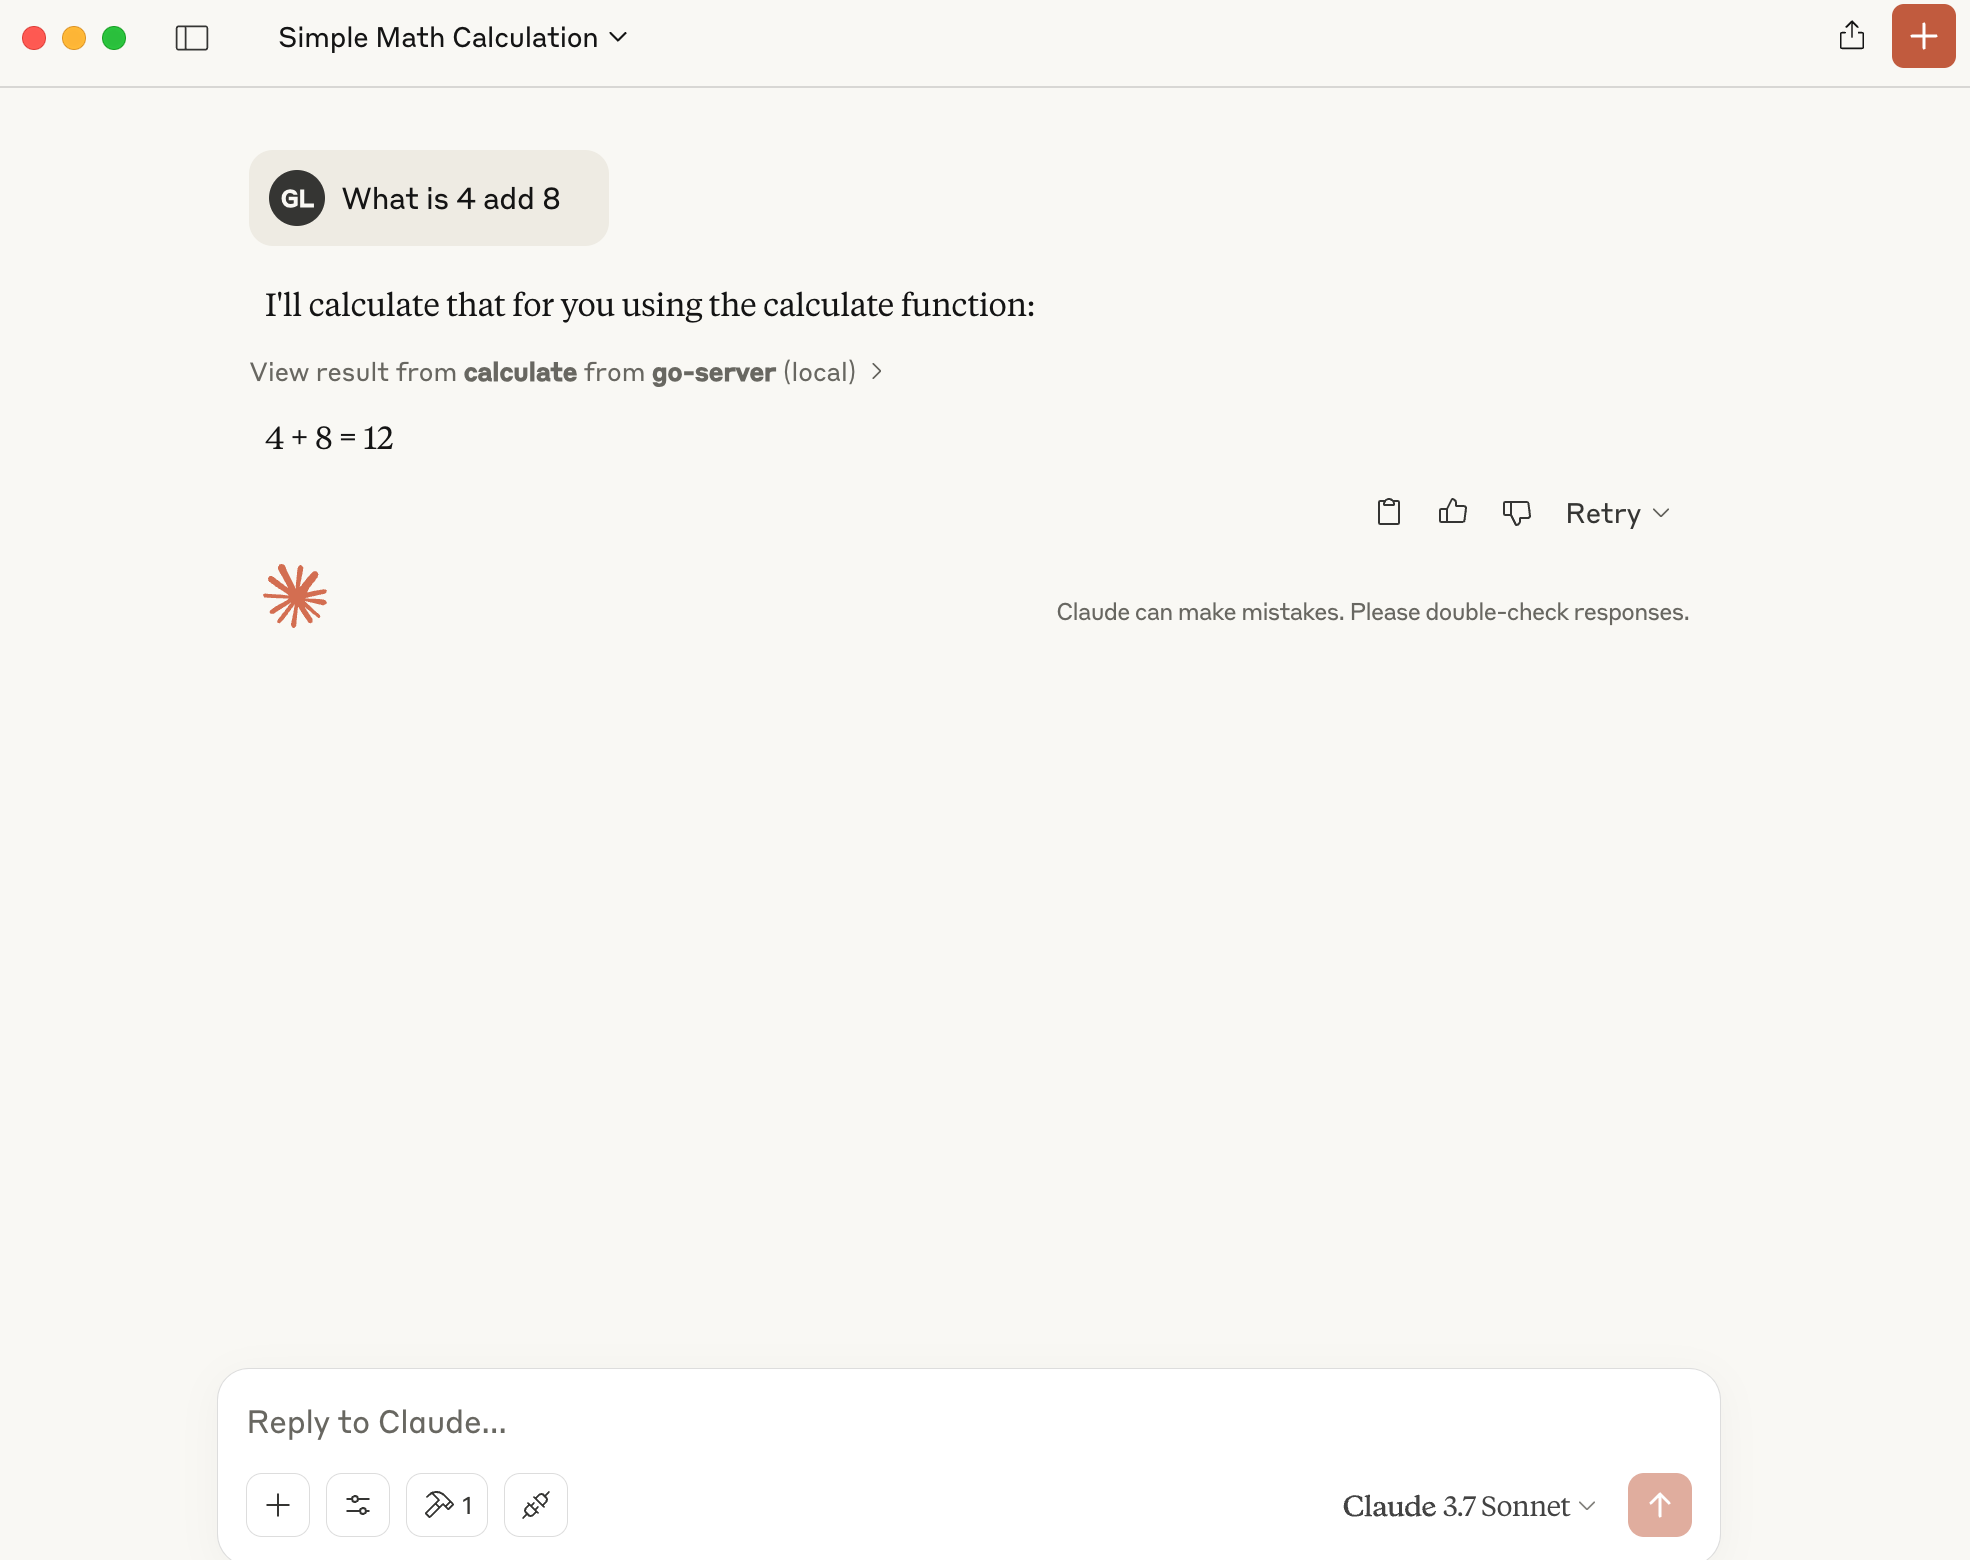 Simple Math Calculation
GL What is 4 add 8
I'll calculate that for you using the calculate function:
View result from calculate from go-server (local)
4 + 8 = 12
Retry
Claude can make mistakes. Please double-check responses.
Reply to Claude...
1
Claude 3.7 Sonnet